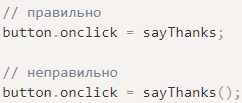 // правильно
button.onclick = sayThanks;
// неправильно
button.onclick = sayThanks();